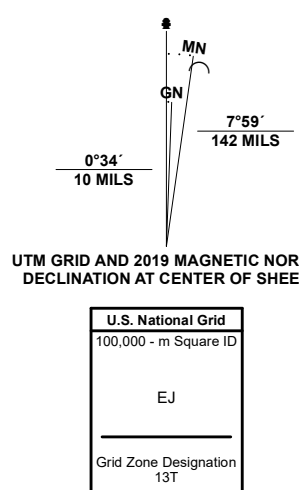 MN
GN
7°59´
142 MILS
0°34´
10 MILS
UTM GRID AND 2019 MAGNETIC NOR
DECLINATION AT CENTER OF SHEE
U.S. National Grid
100,000 - m Square ID
EJ
Grid Zone Designation
13T